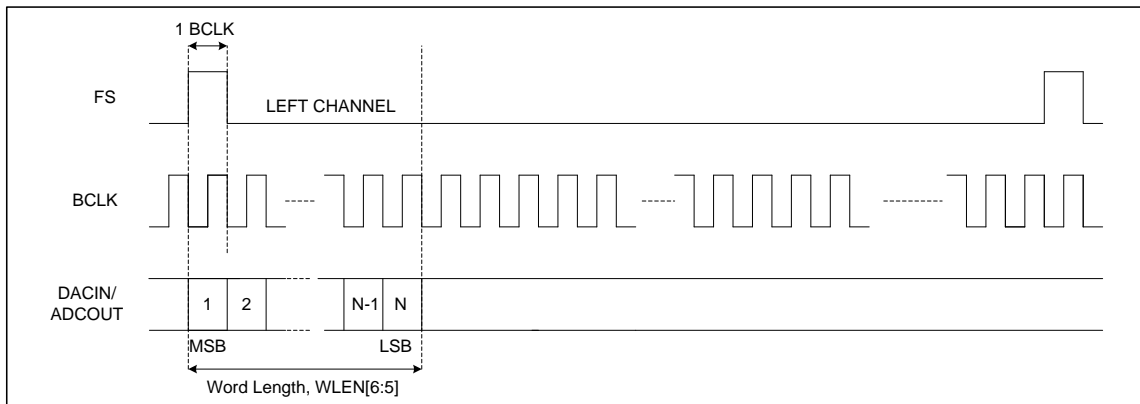 1 BCLK
FS
LEFT CHANNEL
BCLK
DACIN/
ADCOUT
1
2
N-1
N
MSB
LSB
Word Length, WLEN[6:5]